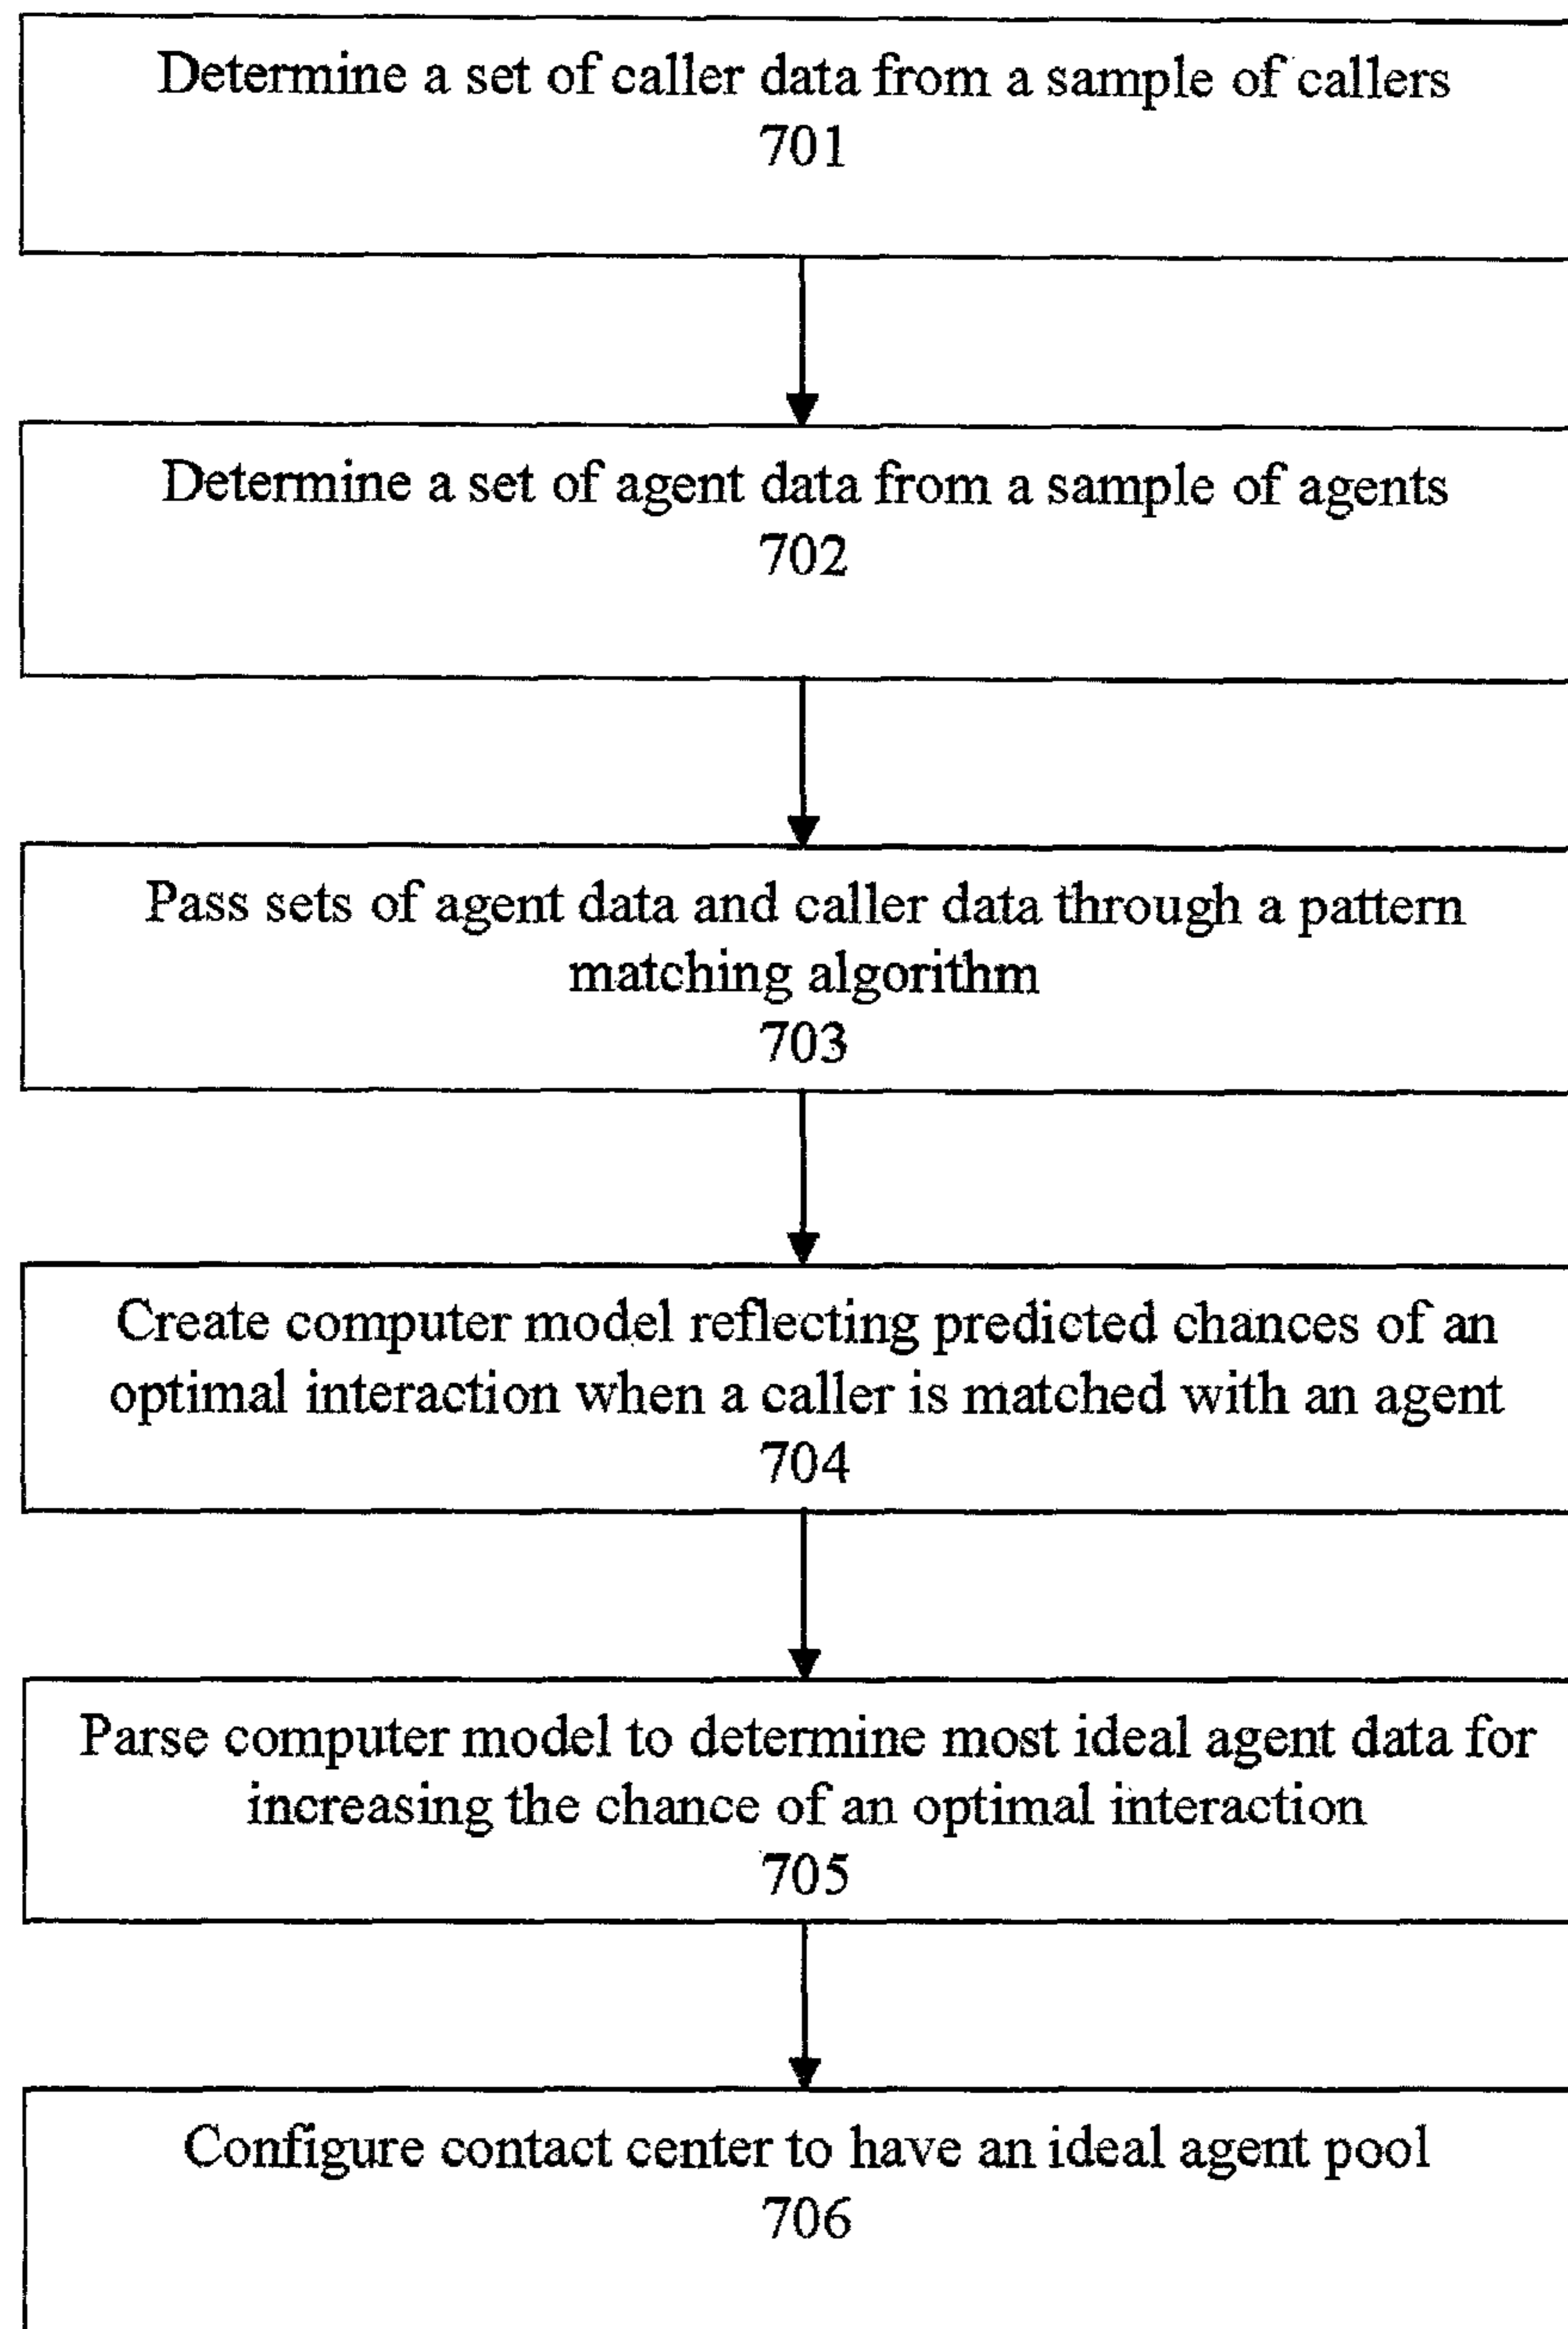 Determine a set of caller data from a sample of callers
701
Determine a set of agent data from a sample of agents
702
Pass sets of agent data and caller data through a pattern
matching algorithm
703
Create computer model reflecting predicted chances of an
optimal interaction when a caller is matched with an agent
704
Parse computer model to determine most ideal agent data for
increasing the chance of an optimal interaction
705
Configure contact center to have an ideal agent pool
706